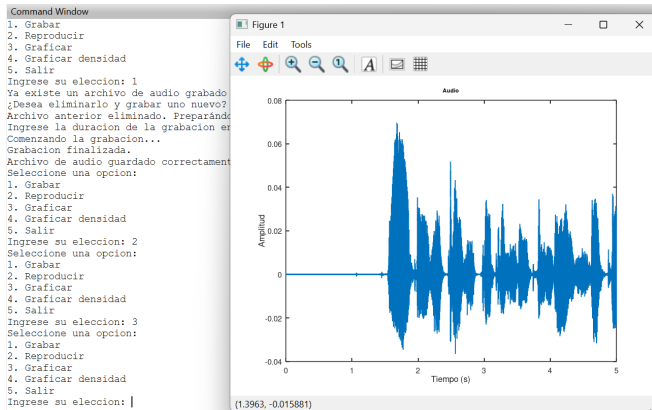 Command Window
1. Grabar
2. Reproducir
3. Graficar
4. Graficar densidad
5. Salir
Ingrese su eleccion: 1
Ya existe un archivo de audio grabado
¿Desea eliminarlo y grabar uno nuevo?
Archivo anterior eliminado. Preparándo
Ingrese la duracion de la grabacion en
Comenzando la grabacion...
Grabacion finalizada.
Archivo de audio guardado correctament
Seleccione una opcion:
1. Grabar
2. Reproducir
3. Graficar
4. Graficar densidad
5. Salir
Ingrese su eleccion: 2
Seleccione una opcion:
1. Grabar
2. Reproducir
3. Graficar
4. Graficar densidad
5. Salir
Ingrese su eleccion: 3
Seleccione una opcion:
1. Grabar
2. Reproducir
3. Graficar
4. Graficar densidad
5. Salir
Ingrese su eleccion:
Figure 1
File Edit Tools
A
Audio
Amplitud
0.08
0.06
0.04
0.02
0
-0.02
-0.04
0 1 2 3 4 5
Tiempo (s)
(1.3963, -0.015881)